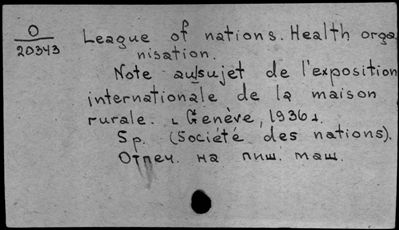 O
20343
League of nations. Health orga
nisation.
Note au sujet de l'exposition
internationale de la maison
rurale. [Genève, 1936].
5p. (Société des nations).
Отпеч. на пиш. маш.